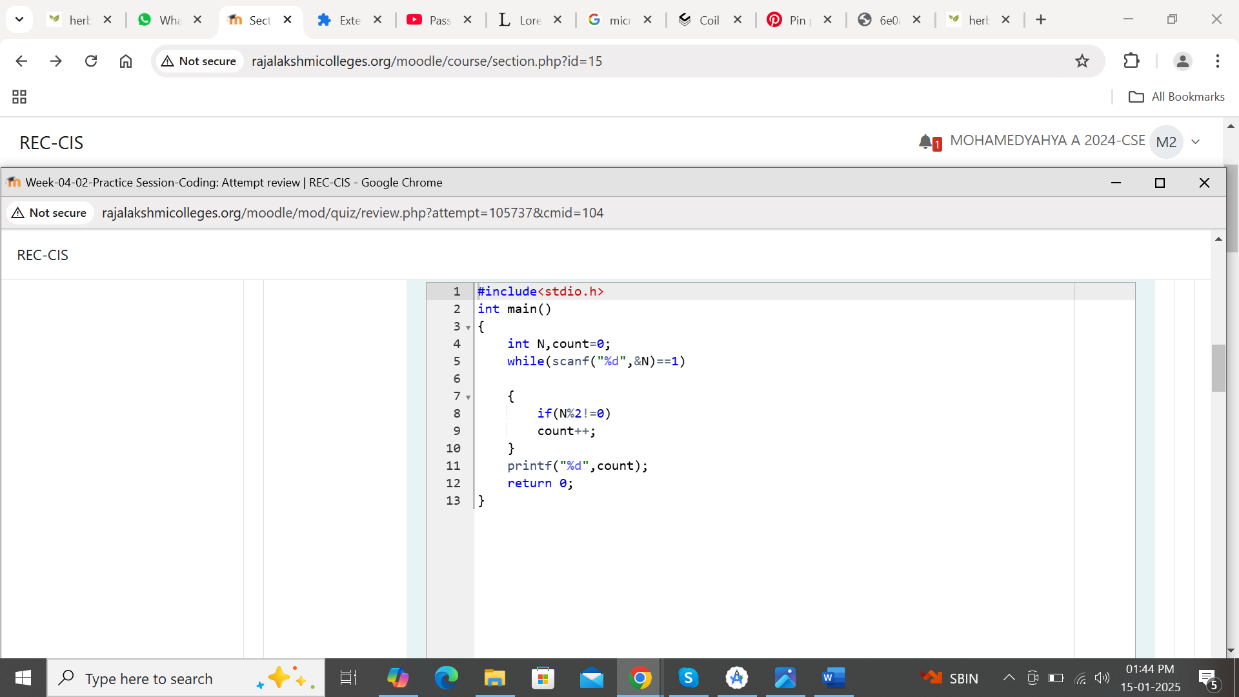 herl
Wha
Sect
Exte
Pass
Lore
micr
Coil
Pin
6e0
herl
Not secure
rajalakshmicolleges.org/moodle/course/section.php?id=15
All Bookmarks
REC-CIS
1
MOHAMEDYAHYA A 2024-CSE
M2
Week-04-02-Practice Session-Coding: Attempt review | REC-CIS - Google Chrome
Not secure
rajalakshmicolleges.org/moodle/mod/quiz/review.php?attempt=105737&cmid=104
REC-CIS
1 #include<stdio.h>
2 int main()
3 {
4 int N,count=0;
5 while(scanf("%d",&N)==1)
6
7 {
8 if(N%2!=0)
9 count++;
10 }
11 printf("%d",count);
12 return 0;
13 }
Type here to search
SBIN
01:44 PM
15-01-2025
5